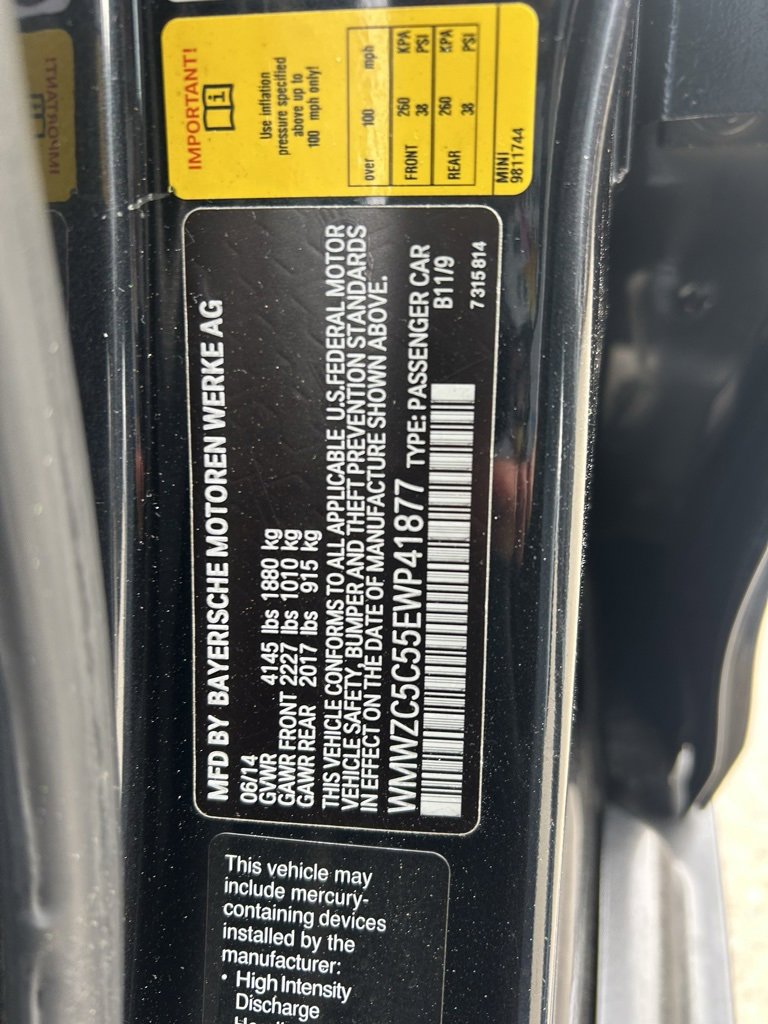 IMPORTANT!
Use inflation
pressure specified
above up to
100 mph only!
over 100 mph
KPA PSI
FRONT 260 38
KPA PSI
REAR 260 38
MINI
9811744
MFD BY BAYERISCHE MOTOREN WERKE AG
06/14
GVWR 4145 lbs 1880 kg
GAWR FRONT 2227 lbs 1010 kg
GAWR REAR 2017 lbs 915 kg
THIS VEHICLE CONFORMS TO ALL APPLICABLE U.S.FEDERAL MOTOR
VEHICLE SAFETY, BUMPER AND THEFT PREVENTION STANDARDS
IN EFFECT ON THE DATE OF MANUFACTURE SHOWN ABOVE.
WMWZC5C55EWP41877 TYPE: PASSENGER CAR
B11/9
7 315 814
This vehicle may
include mercury-
containing devices
installed by the
manufacturer:
• High Intensity
Discharge